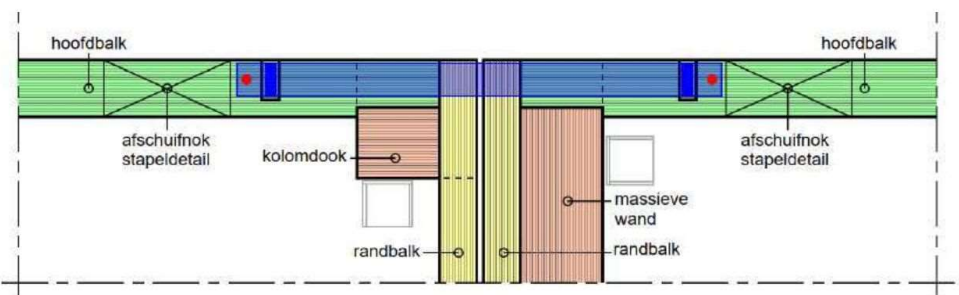 hoofdbalk
hoofdbalk
afschuifnok
stapeldetail
kolomdook
afschuifnok
stapeldetail
massieve
wand
randbalk
randbalk